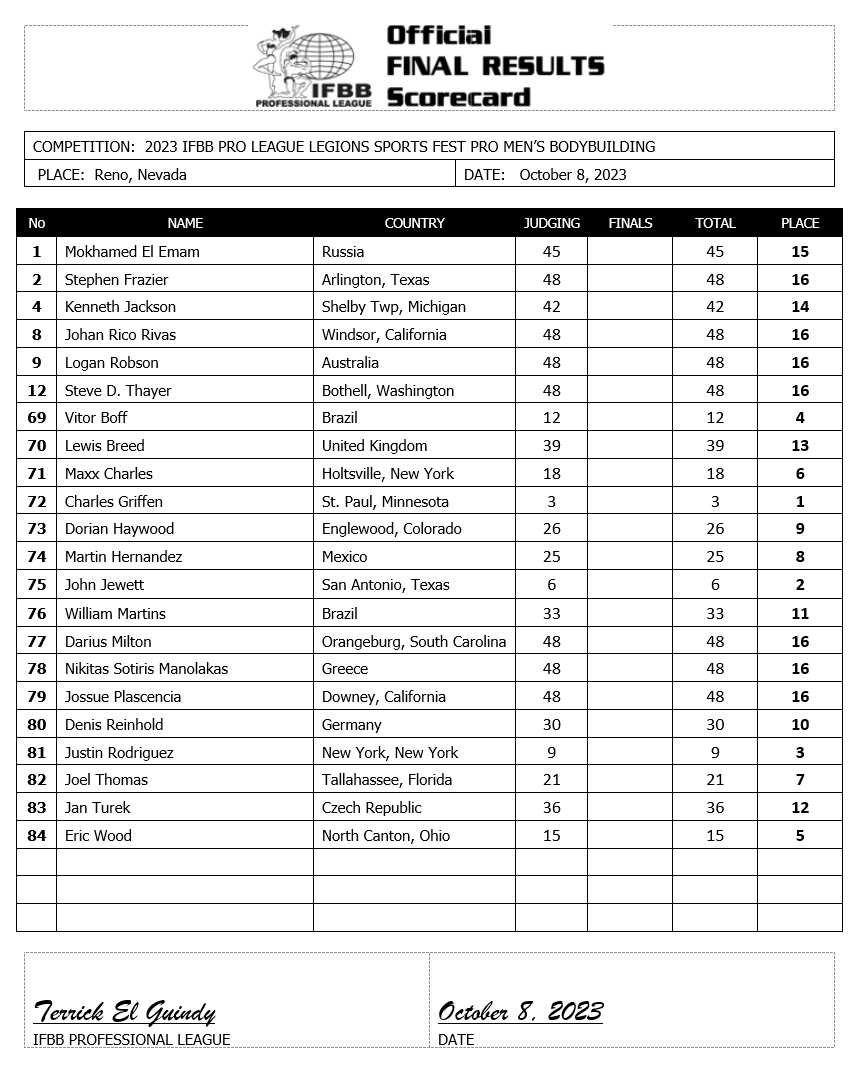 Official
FINAL RESULTS
Scorecard
IFBB
PROFESSIONAL LEAGUE
COMPETITION: 2023 IFBB PRO LEAGUE LEGIONS SPORTS FEST PRO MEN’S BODYBUILDING
PLACE: Reno, Nevada DATE: October 8, 2023
No NAME COUNTRY JUDGING FINALS TOTAL PLACE
1 Mokhamed El Emam Russia 45 45 15
2 Stephen Frazier Arlington, Texas 48 48 16
4 Kenneth Jackson Shelby Twp, Michigan 42 42 14
8 Johan Rico Rivas Windsor, California 48 48 16
9 Logan Robson Australia 48 48 16
12 Steve D. Thayer Bothell, Washington 48 48 16
69 Vitor Boff Brazil 12 12 4
70 Lewis Breed United Kingdom 39 39 13
71 Maxx Charles Holtsville, New York 18 18 6
72 Charles Griffen St. Paul, Minnesota 3 3 1
73 Dorian Haywood Englewood, Colorado 26 26 9
74 Martin Hernandez Mexico 25 25 8
75 John Jewett San Antonio, Texas 6 6 2
76 William Martins Brazil 33 33 11
77 Darius Milton Orangeburg, South Carolina 48 48 16
78 Nikitas Sotiris Manolakas Greece 48 48 16
79 Jossue Plascencia Downey, California 48 48 16
80 Denis Reinhold Germany 30 30 10
81 Justin Rodriguez New York, New York 9 9 3
82 Joel Thomas Tallahassee, Florida 21 21 7
83 Jan Turek Czech Republic 36 36 12
84 Eric Wood North Canton, Ohio 15 15 5
Terrick El Guindy October 8, 2023
IFBB PROFESSIONAL LEAGUE DATE